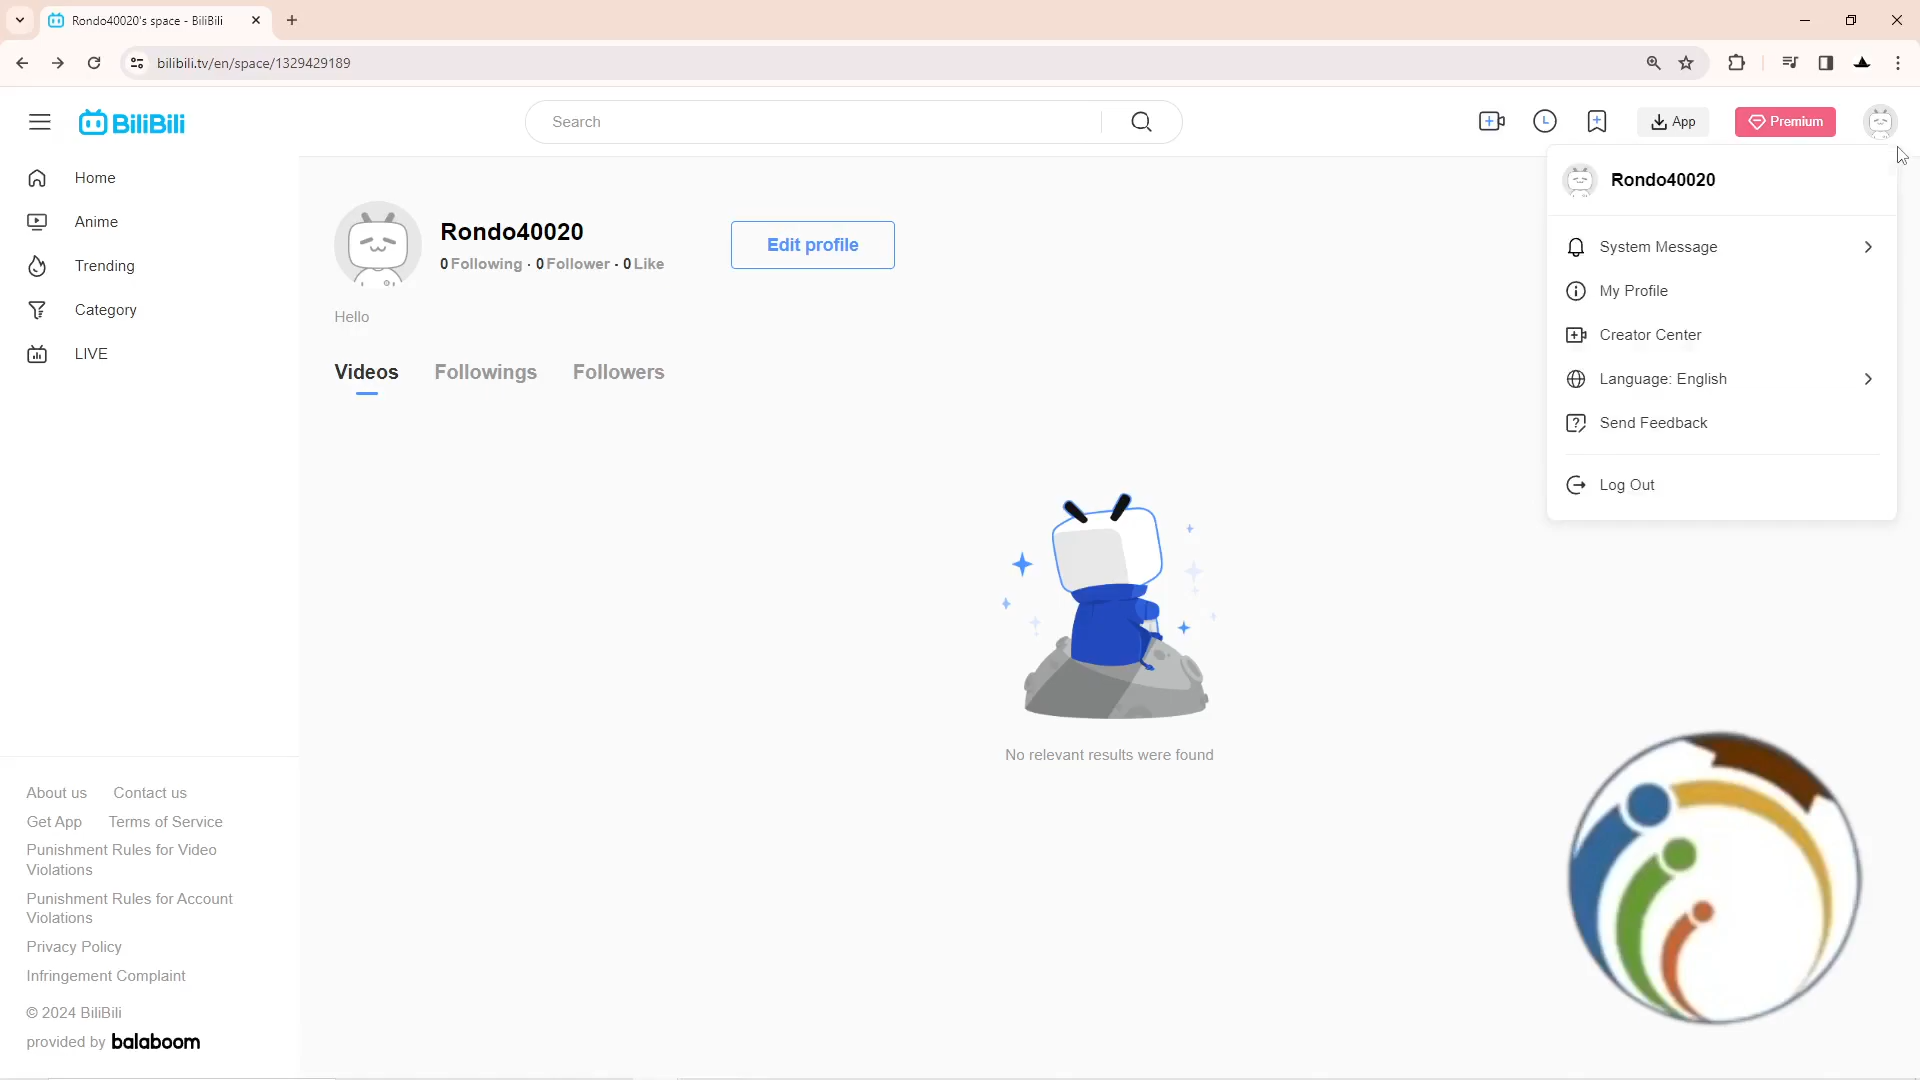 Rondo40020's space - BiliBili
bilibili.tv/en/space/1329429189
BiliBili
Search
App
Premium
Home
Anime
Trending
Category
LIVE
Rondo40020
0 Following · 0 Follower · 0 Like
Edit profile
Hello
Videos
Followings
Followers
No relevant results were found
Rondo40020
System Message
My Profile
Creator Center
Language: English
Send Feedback
Log Out
About us
Contact us
Get App
Terms of Service
Punishment Rules for Video
Violations
Punishment Rules for Account
Violations
Privacy Policy
Infringement Complaint
© 2024 BiliBili
provided by balaboom